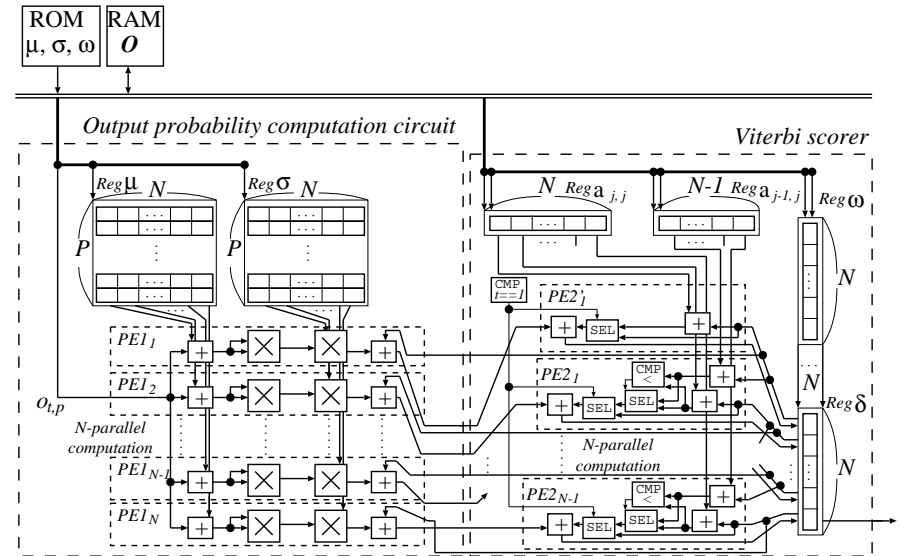 ROM
μ, σ, ω
RAM
O
Output probability computation circuit
Viterbi scorer
Reg μ
N
P
...
...
Reg σ
N
P
...
...
N
Reg a j, j
...
...
N-1
Reg a j-1, j
...
...
Reg ω
N
CMP
t==1
PE2 1
+
SEL
+
PE1 1
+
×
×
+
PE2 1
CMP
<
+
+
SEL
SEL
+
N
Reg δ
PE1 2
+
×
×
+
o t,p
N-parallel
computation
N-parallel
computation
N
PE1 N-1
+
×
×
+
PE2 N-1
CMP
<
+
+
SEL
SEL
+
PE1 N
+
×
×
+